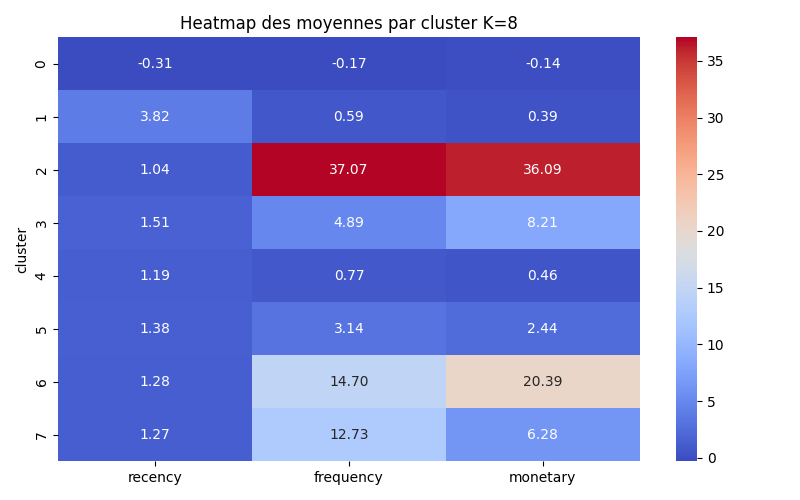 Heatmap des moyennes par cluster K=8
cluster
0 -0.31 -0.17 -0.14
1 3.82 0.59 0.39
2 1.04 37.07 36.09
3 1.51 4.89 8.21
4 1.19 0.77 0.46
5 1.38 3.14 2.44
6 1.28 14.70 20.39
7 1.27 12.73 6.28
recency frequency monetary
35
30
25
20
15
10
5
0